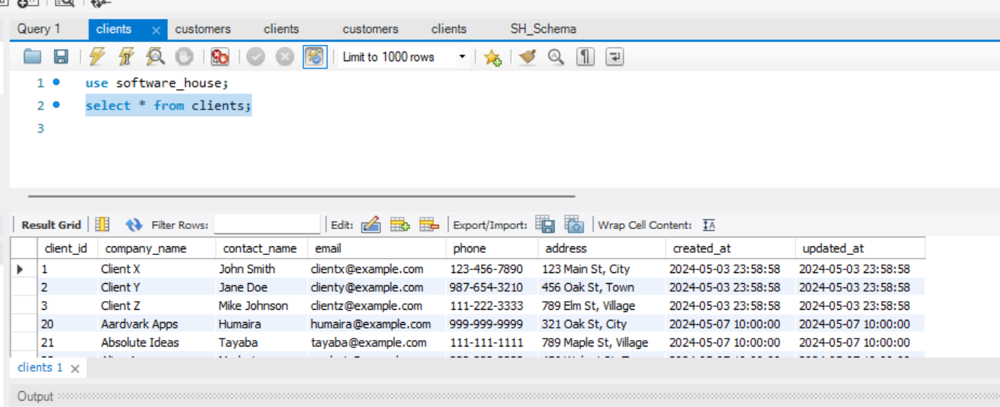 Query 1 clients customers clients customers clients SH_Schema
Limit to 1000 rows
1 use software_house;
2 select * from clients;
3
Result Grid Filter Rows: Edit: Export/Import: Wrap Cell Content:
client_id company_name contact_name email phone address created_at updated_at
1 Client X John Smith clientx@example.com 123-456-7890 123 Main St, City 2024-05-03 23:58:58 2024-05-03 23:58:58
2 Client Y Jane Doe clienty@example.com 987-654-3210 456 Oak St, Town 2024-05-03 23:58:58 2024-05-03 23:58:58
3 Client Z Mike Johnson clientz@example.com 111-222-3333 789 Elm St, Village 2024-05-03 23:58:58 2024-05-03 23:58:58
20 Aardvark Apps Humaira humaira@example.com 999-999-9999 321 Oak St, City 2024-05-07 10:00:00 2024-05-07 10:00:00
21 Absolute Ideas Tayaba tayaba@example.com 111-111-1111 789 Maple St, Village 2024-05-07 10:00:00 2024-05-07 10:00:00
clients 1
Output